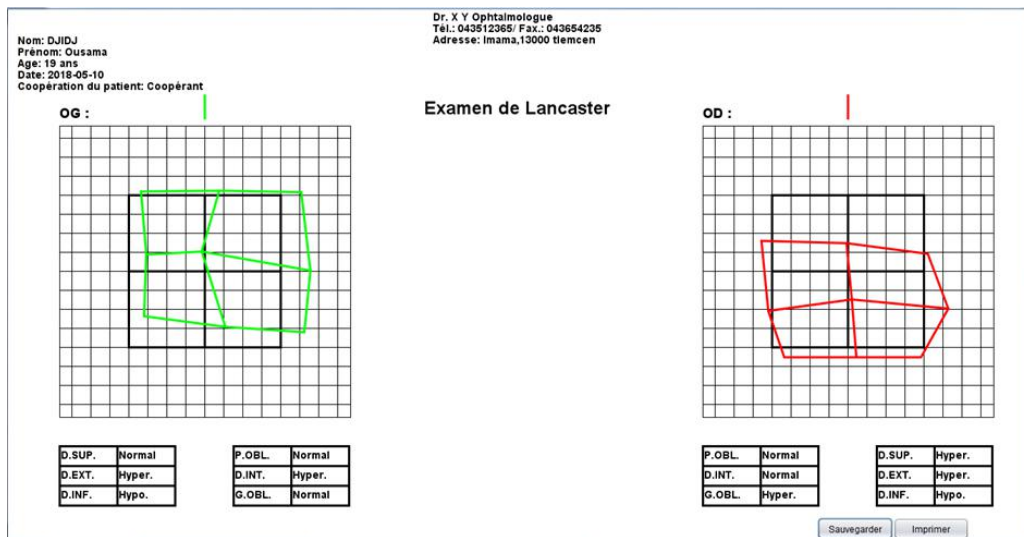 Dr. X Y Ophtalmologue
Tél.: 043512365/ Fax.: 043654235
Adresse: Imama,13000 tlemcen
Nom: DJIDJ
Prénom: Ousama
Age: 19 ans
Date: 2018-05-10
Coopération du patient: Coopérant
OG :
Examen de Lancaster
OD :
D.SUP. Normal P.OBL. Normal
D.EXT. Hyper. D.INT. Hyper.
D.INF. Hypo. G.OBL. Normal
P.OBL. Normal D.SUP. Hyper.
D.INT. Normal D.EXT. Hyper.
G.OBL. Hyper. D.INF. Hypo.
Sauvegarder Imprimer